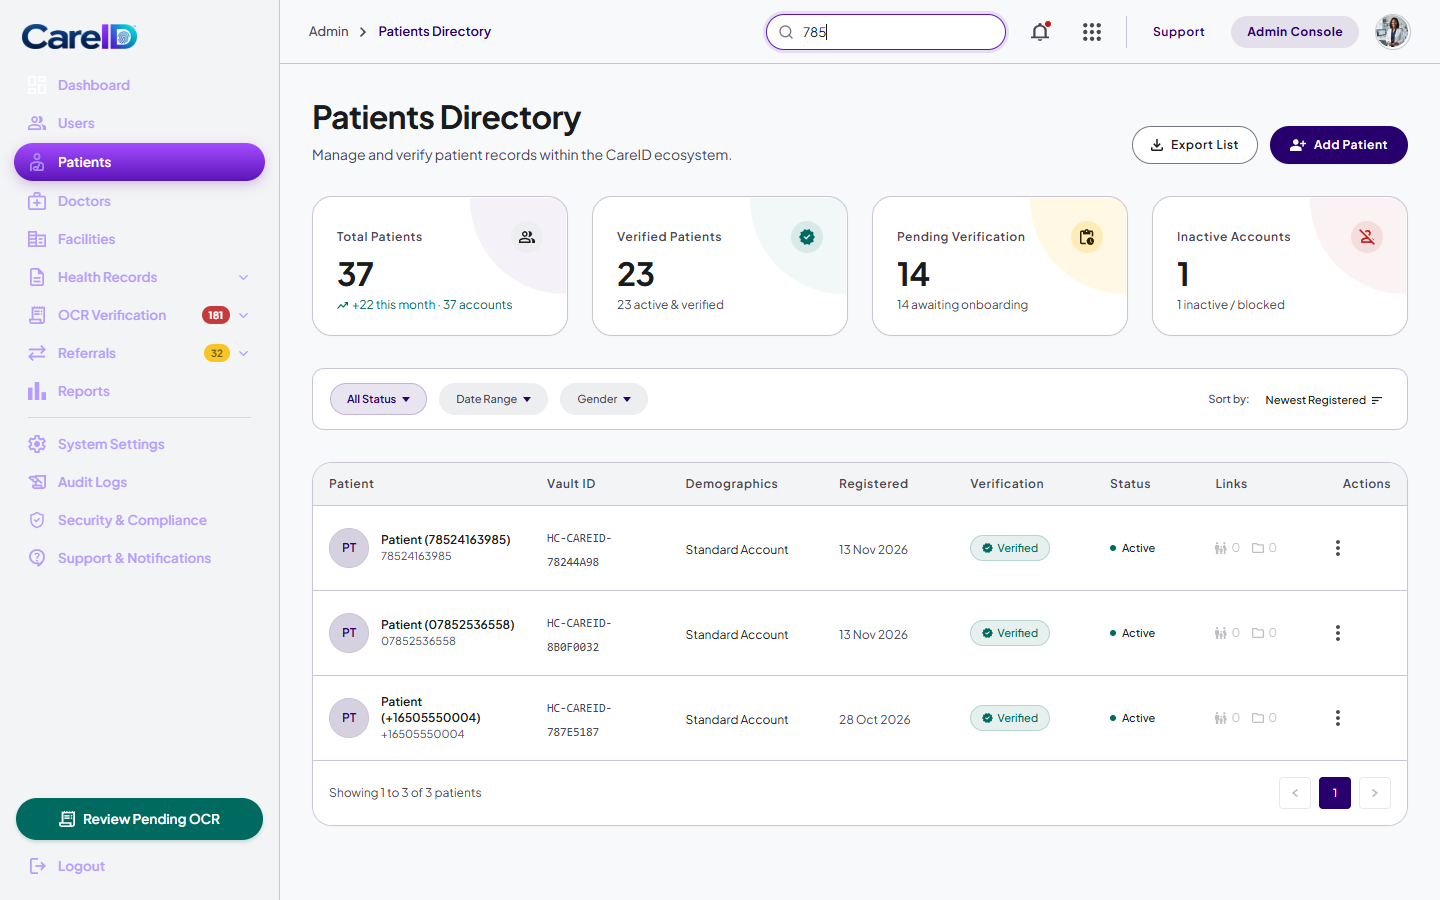 CareID
Dashboard
Users
Patients
Doctors
Facilities
Health Records
OCR Verification 181
Referrals 32
Reports
System Settings
Audit Logs
Security & Compliance
Support & Notifications
Review Pending OCR
Logout
Admin > Patients Directory
785
Support
Admin Console
Patients Directory
Manage and verify patient records within the CareID ecosystem.
Export List
Add Patient
Total Patients
37
+22 this month · 37 accounts
Verified Patients
23
23 active & verified
Pending Verification
14
14 awaiting onboarding
Inactive Accounts
1
1 inactive / blocked
All Status
Date Range
Gender
Sort by: Newest Registered
Patient Vault ID Demographics Registered Verification Status Links Actions
PT
Patient (78524163985)
78524163985
HC-CAREID-
78244A98
Standard Account
13 Nov 2026
Verified
Active
0 0
PT
Patient (07852536558)
07852536558
HC-CAREID-
8B0F0032
Standard Account
13 Nov 2026
Verified
Active
0 0
PT
Patient
(+16505550004)
+16505550004
HC-CAREID-
787E5187
Standard Account
28 Oct 2026
Verified
Active
0 0
Showing 1 to 3 of 3 patients
< 1 >